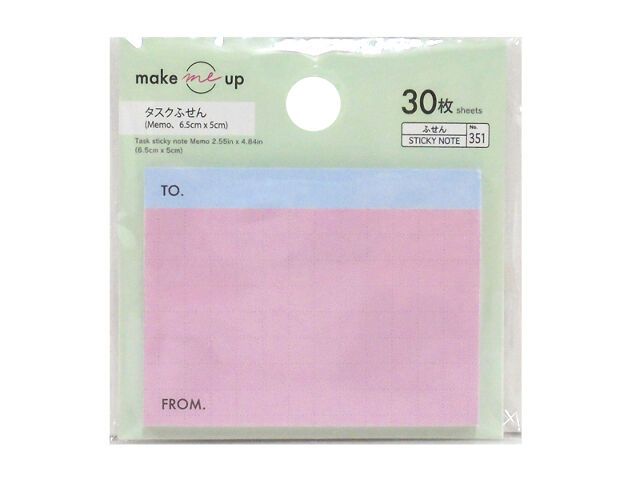 make me up
タスクふせん
(Memo、6.5cm x 5cm)
Task sticky note Memo 2.55in x 4.84in
(6.5cm x 5cm)
30枚 sheets
ふせん
STICKY NOTE
No.
351
TO.
FROM.